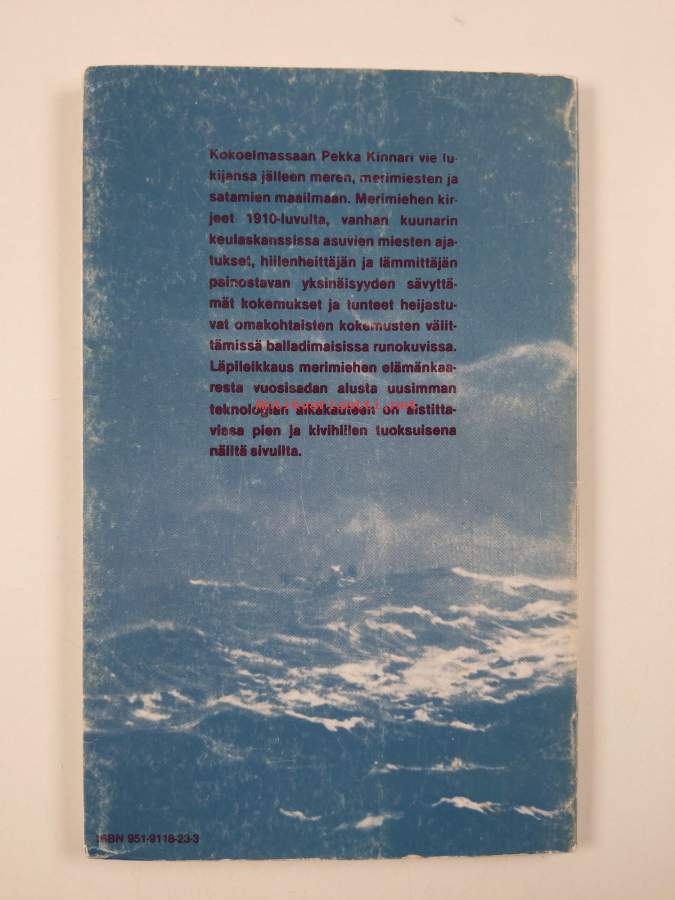 Kokoelmassaan Pekka Kinnari vie lu-
kijansa jälleen meren, merimiesten ja
satamien maailmaan. Merimiehen kir-
jeet 1910-luvulta, vanhan kuunarin
keulaskanssissa asuvien miesten aja-
tukset, hiilenheittäjän ja lämmittäjän
painostavan yksinäisyyden sävyttä-
mät kokemukset ja tunteet heijastu-
vat omakohtaisten kokemusten välit-
tämissä balladimaisissa runokuvissa.
Läpileikkaus merimiehen elämänkaa-
resta vuosisadan alusta uusimman
teknologian aikakauteen on aistitta-
vissa pien ja kivihiilen tuoksuisena
näiltä sivuilta.
Antikvariaatti.net
ISBN 951-9118-23-3